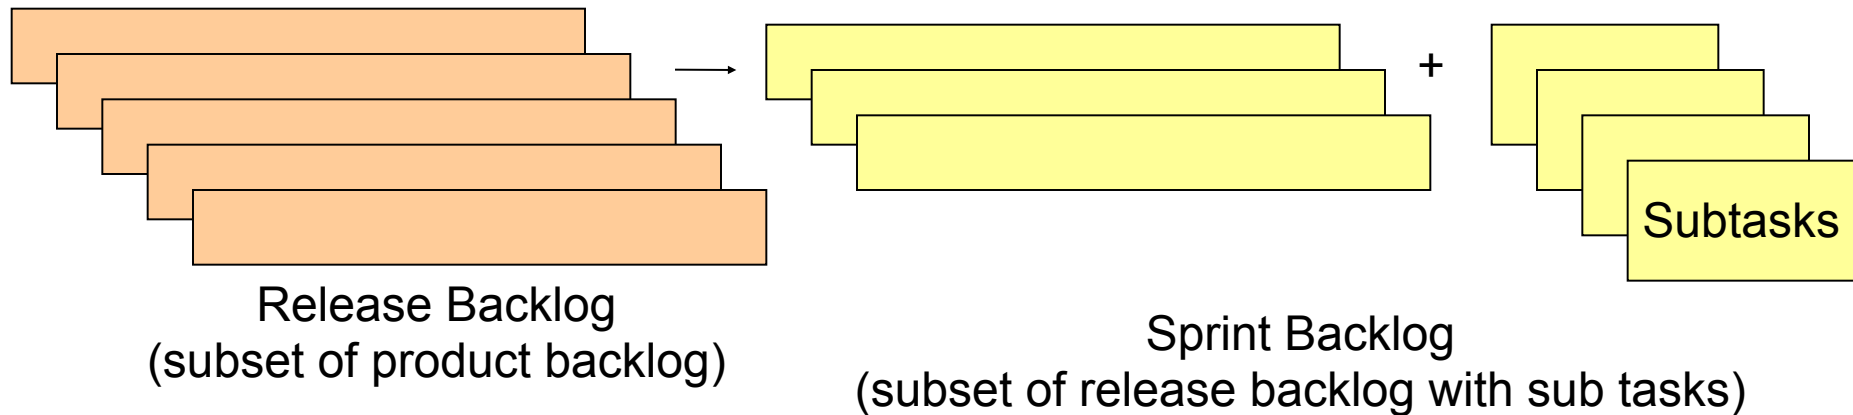 +
Subtasks
Release Backlog
(subset of product backlog)
Sprint Backlog
(subset of release backlog with sub tasks)